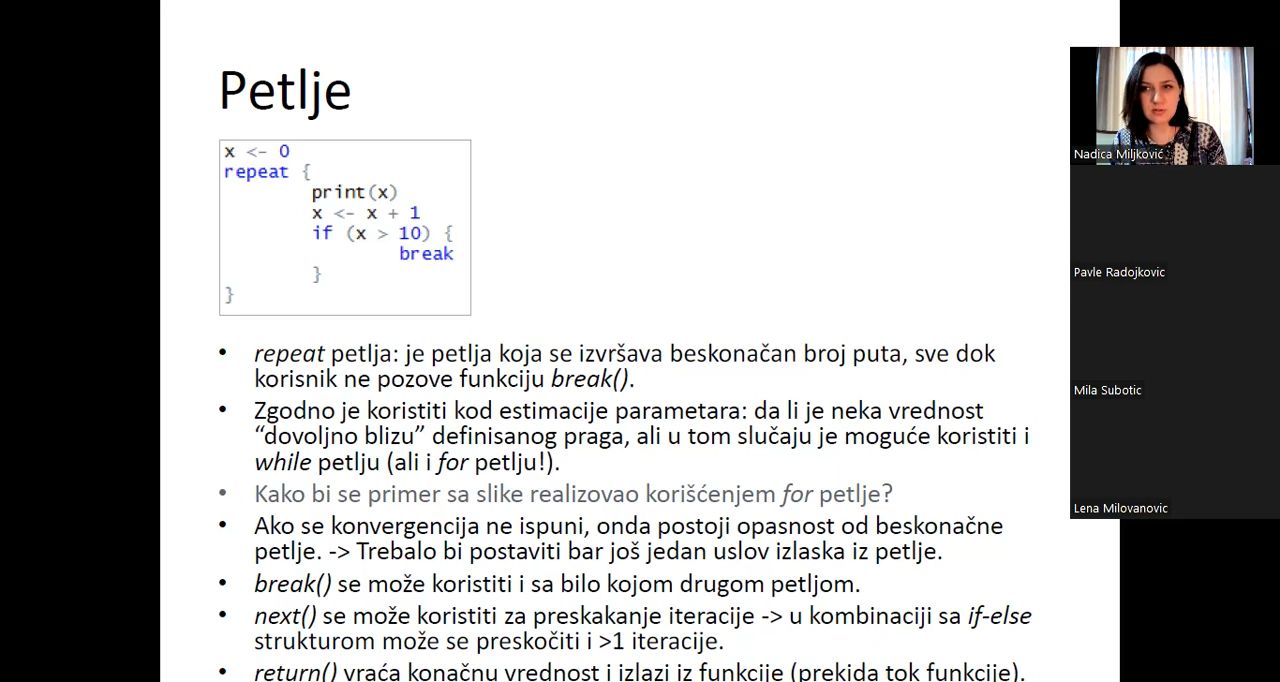 Petlje
x <- 0
repeat {
print(x)
x <- x + 1
if (x > 10) {
break
}
}
• repeat petlja: je petlja koja se izvršava beskonačan broj puta, sve dok
korisnik ne pozove funkciju break().
• Zgodno je koristiti kod estimacije parametara: da li je neka vrednost
“dovoljno blizu” definisanog praga, ali u tom slučaju je moguće koristiti i
while petlju (ali i for petlju!).
• Kako bi se primer sa slike realizovao korišćenjem for petlje?
• Ako se konvergencija ne ispuni, onda postoji opasnost od beskonačne
petlje. -> Trebalo bi postaviti bar još jedan uslov izlaska iz petlje.
• break() se može koristiti i sa bilo kojom drugom petljom.
• next() se može koristiti za preskakanje iteracije -> u kombinaciji sa if-else
strukturom može se preskočiti i >1 iteracije.
• return() vraća konačnu vrednost i izlazi iz funkcije (prekida tok funkcije).
Nadica Miljković
Pavle Radojkovic
Mila Subotic
Lena Milovanovic